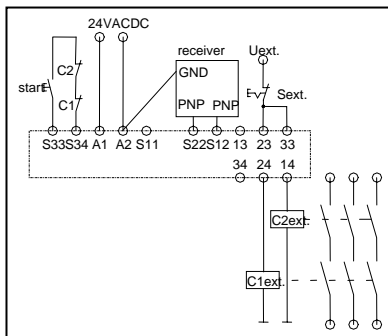 24VACDC
receiver
Uext.
GND
C2
start
C1
Sext.
PNP PNP
S33S34 A1 A2 S11 S22S12 13 23 33
34 24 14
C2ext.
C1ext.